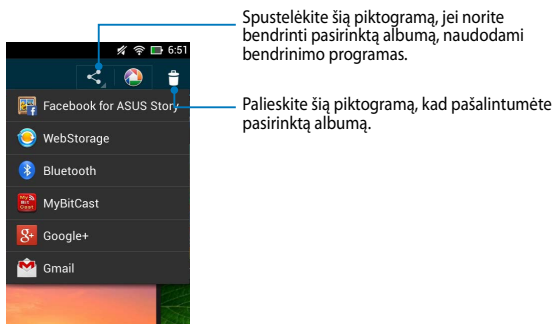 Spustelėkite šią piktogramą, jei norite
bendrinti pasirinktą albumą, naudodami
bendrinimo programas.
Palieskite šią piktogramą, kad pašalintumėte
pasirinktą albumą.
6:51
Facebook for ASUS Story
WebStorage
Bluetooth
MyBitCast
Google+
Gmail